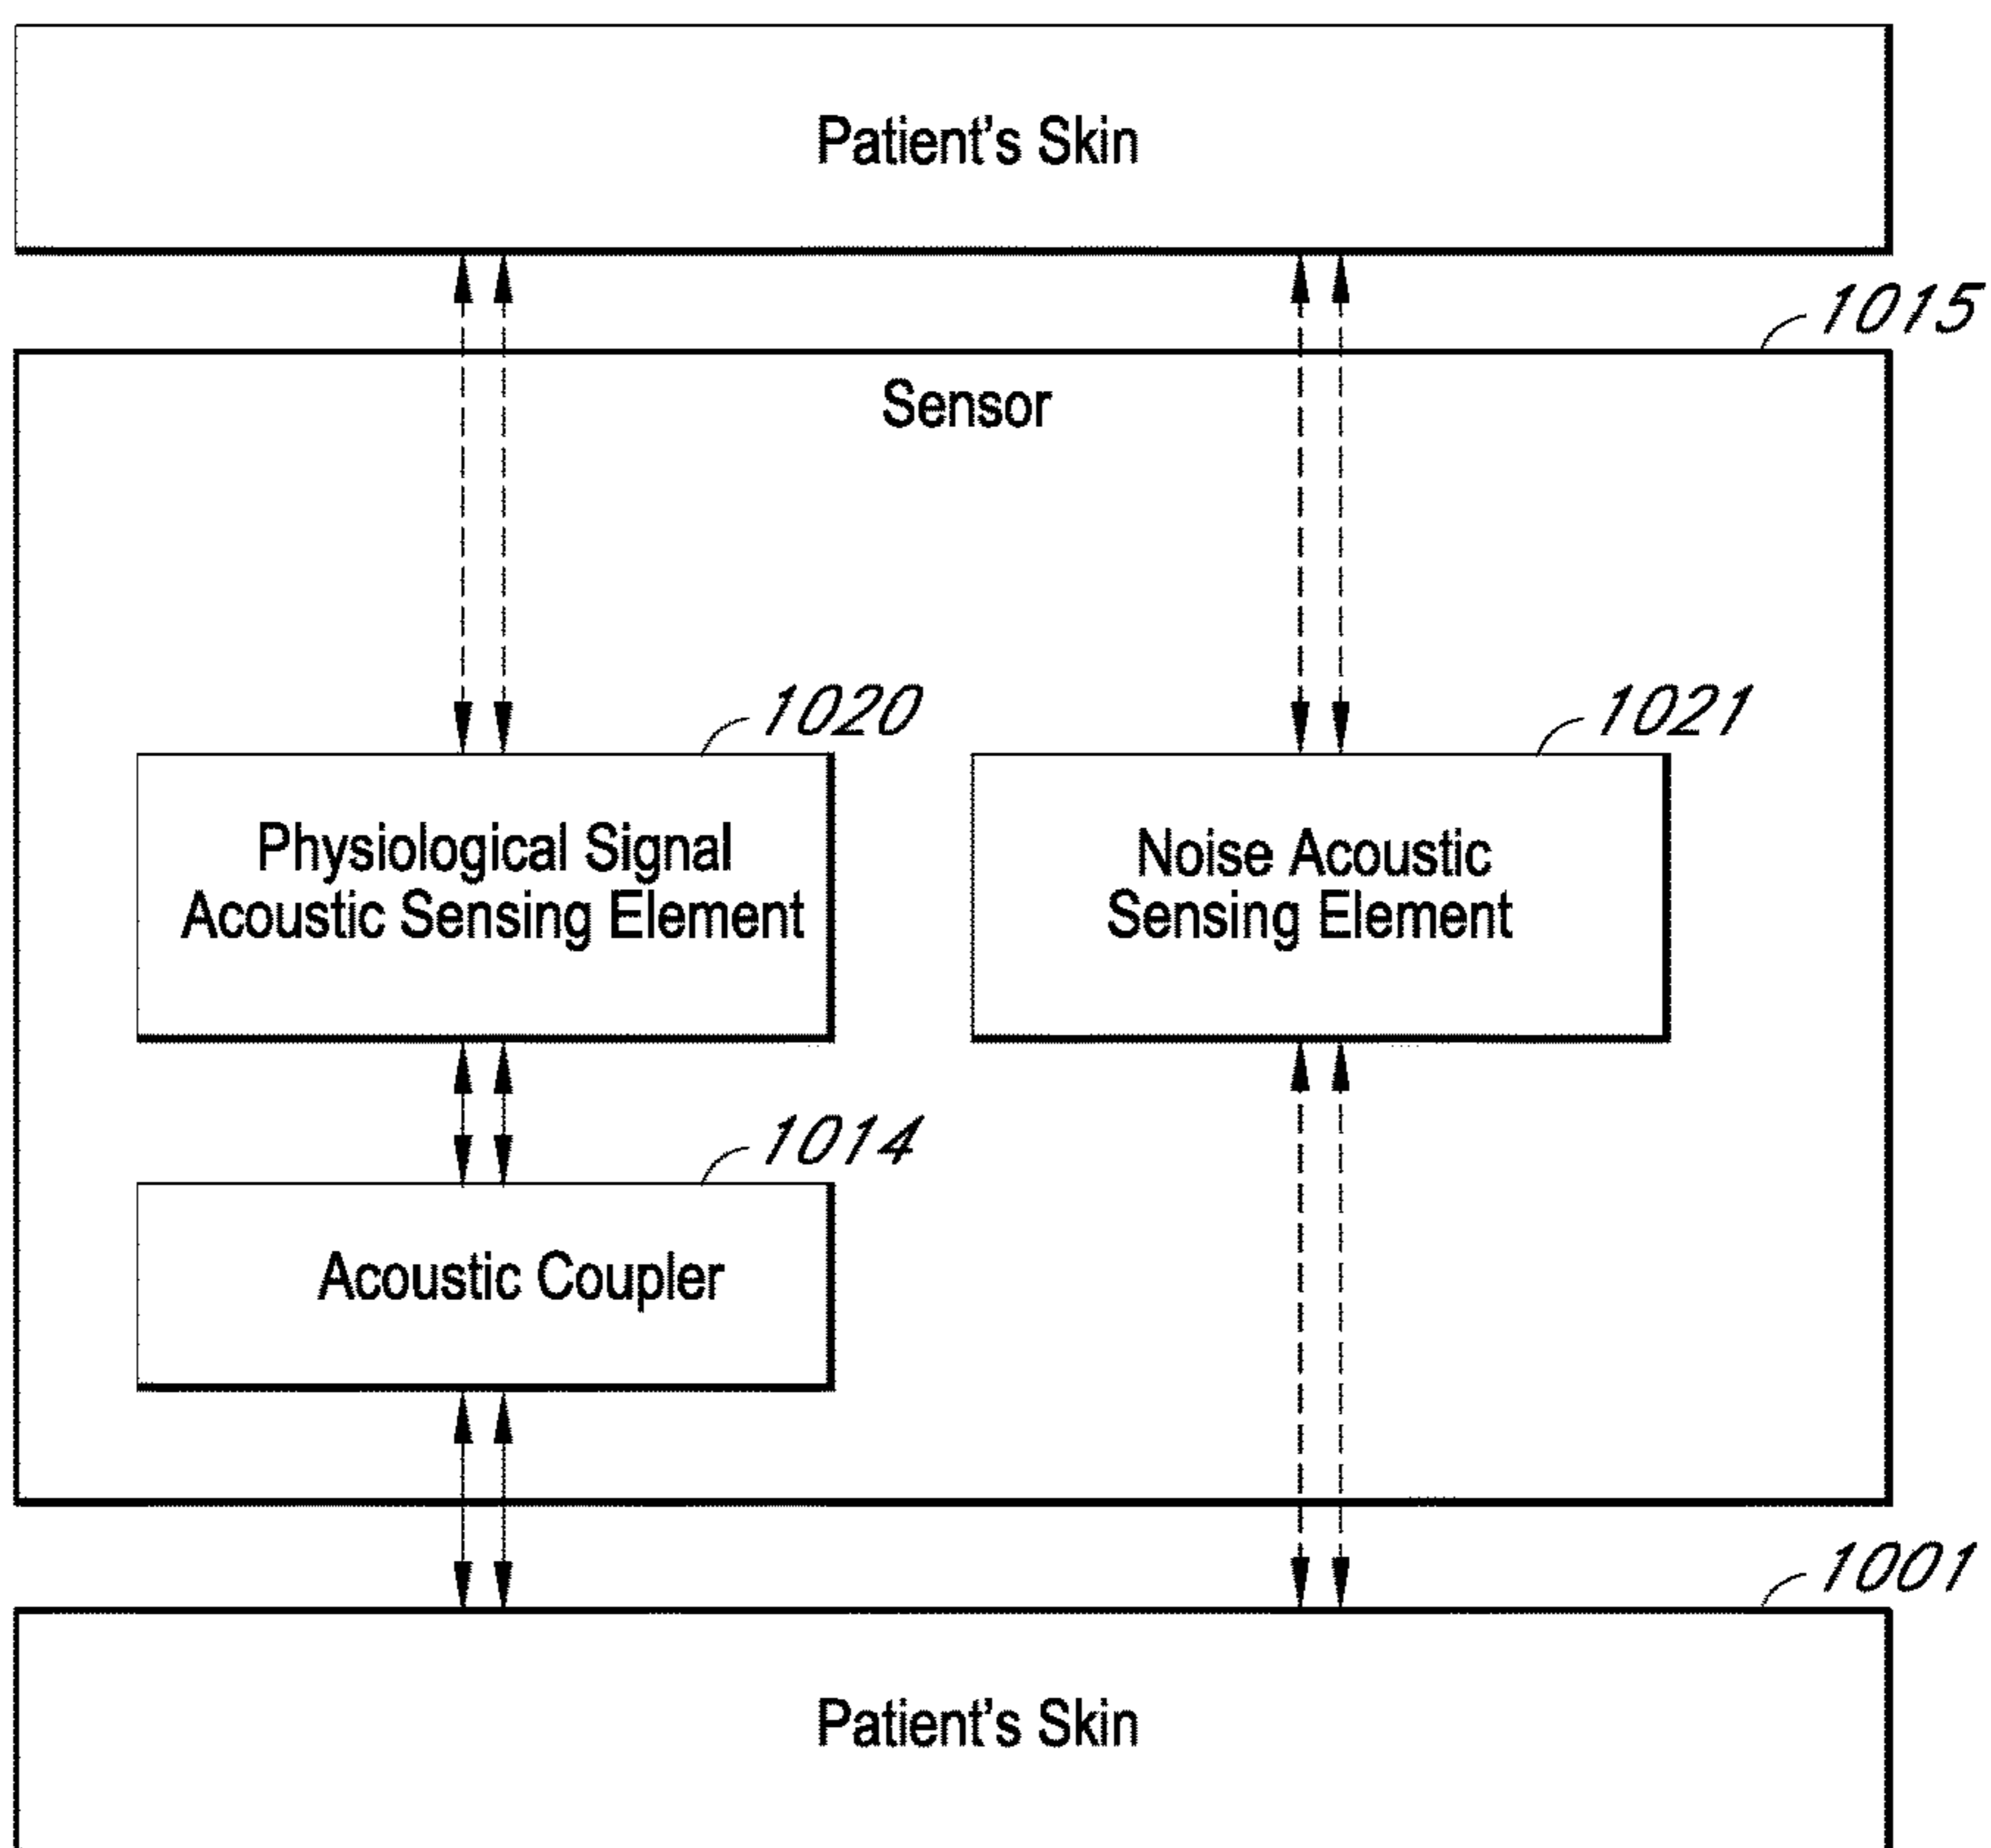 Patient's Skin
1015
Sensor
1020
1021
Physiological Signal
Acoustic Sensing Element
Noise Acoustic
Sensing Element
1014
Acoustic Coupler
1001
Patient's Skin